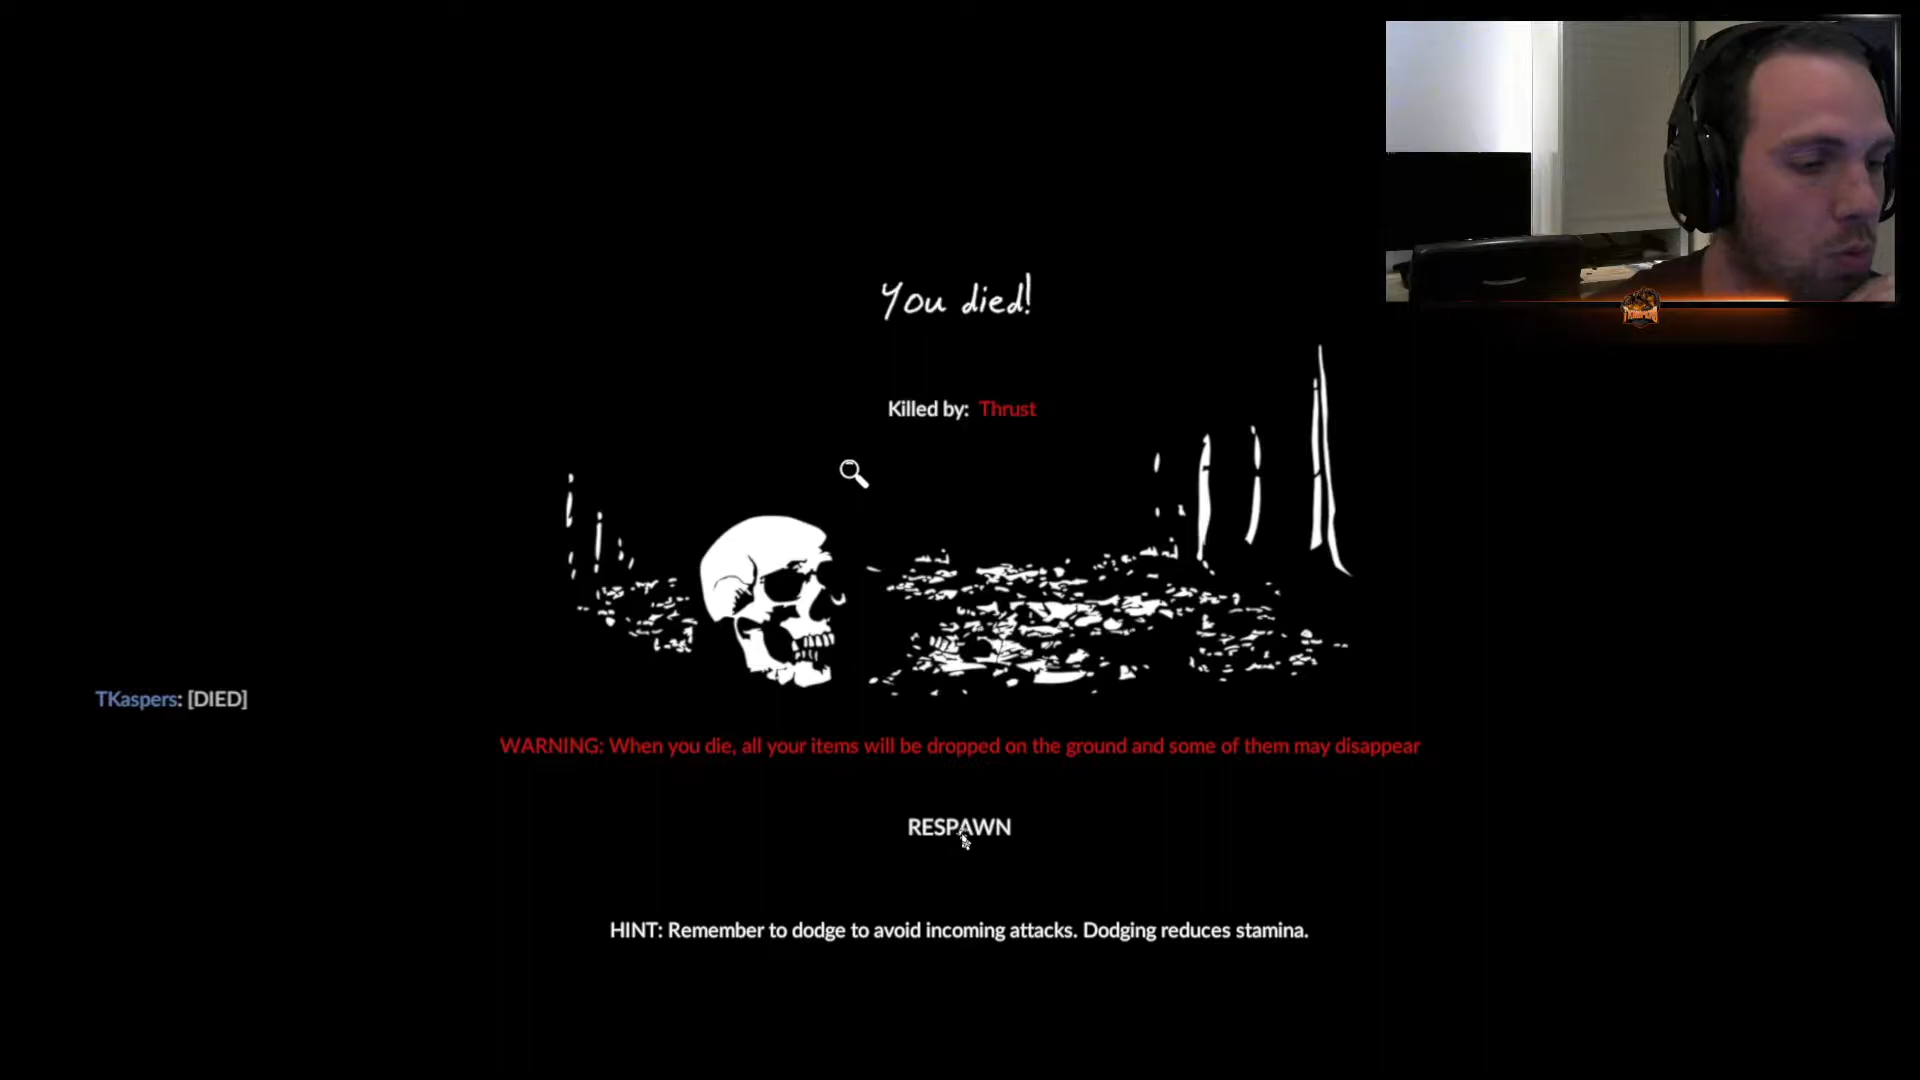 You died!
Killed by: Thrust
TKaspers: [DIED]
WARNING: When you die, all your items will be dropped on the ground and some of them may disappear
RESPAWN
HINT: Remember to dodge to avoid incoming attacks. Dodging reduces stamina.